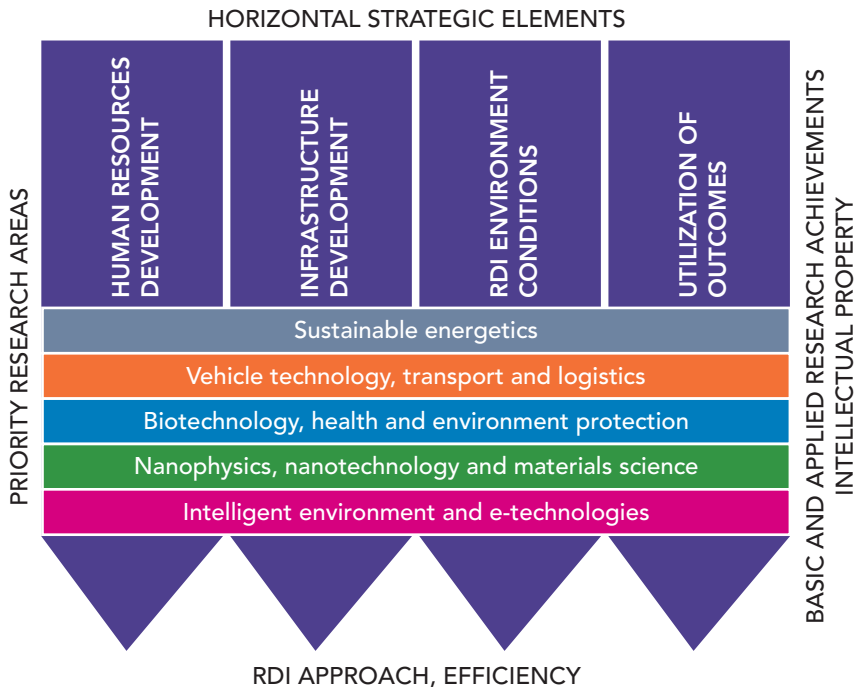 HORIZONTAL STRATEGIC ELEMENTS
PRIORITY RESEARCH AREAS
HUMAN RESOURCES
DEVELOPMENT
INFRASTRUCTURE
DEVELOPMENT
RDI ENVIRONMENT
CONDITIONS
UTILIZATION OF
OUTCOMES
BASIC AND APPLIED RESEARCH ACHIEVEMENTS
INTELLECTUAL PROPERTY
Sustainable energetics
Vehicle technology, transport and logistics
Biotechnology, health and environment protection
Nanophysics, nanotechnology and materials science
Intelligent environment and e-technologies
RDI APPROACH, EFFICIENCY